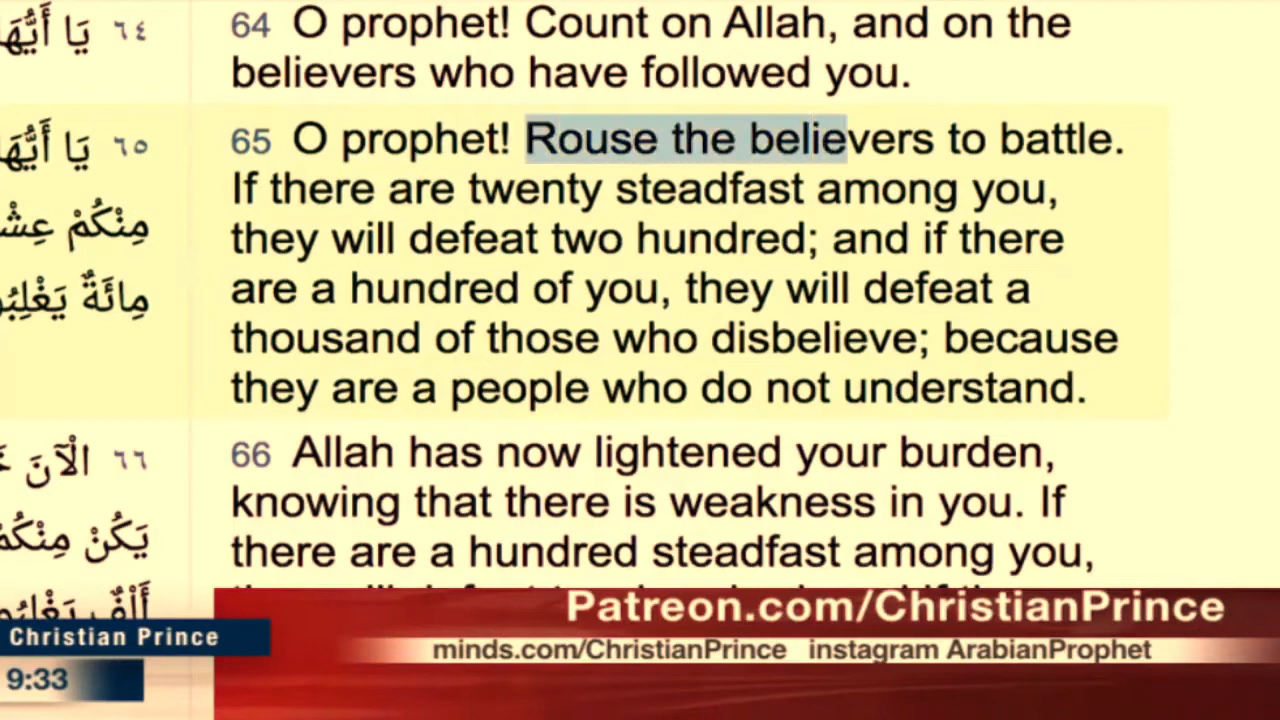 64 O prophet! Count on Allah, and on the
believers who have followed you.
65 O prophet! Rouse the believers to battle.
If there are twenty steadfast among you,
they will defeat two hundred; and if there
are a hundred of you, they will defeat a
thousand of those who disbelieve; because
they are a people who do not understand.
66 Allah has now lightened your burden,
knowing that there is weakness in you. If
there are a hundred steadfast among you,
٦٤ يَا
٦٥ يَا
مِنْكُمْ
مِائَةٌ
٦٦ الْآنَ
يَكُنْ
Patreon.com/ChristianPrince
Christian Prince
minds.com/ChristianPrince instagram ArabianProphet
9:33